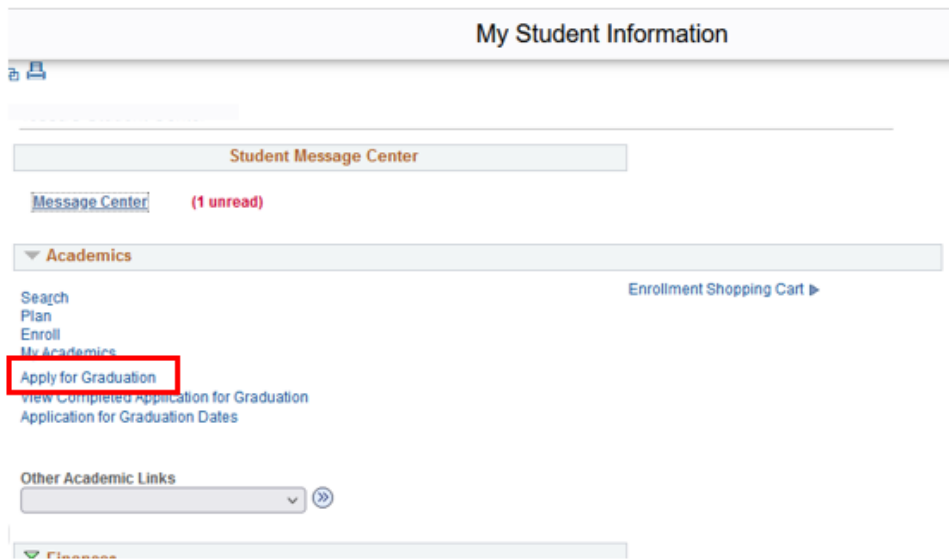 My Student Information
Student Message Center
Message Center (1 unread)
Academics
Search
Enrollment Shopping Cart
Plan
Enroll
My Academics
Apply for Graduation
View Completed Application for Graduation
Application for Graduation Dates
Other Academic Links
Finances